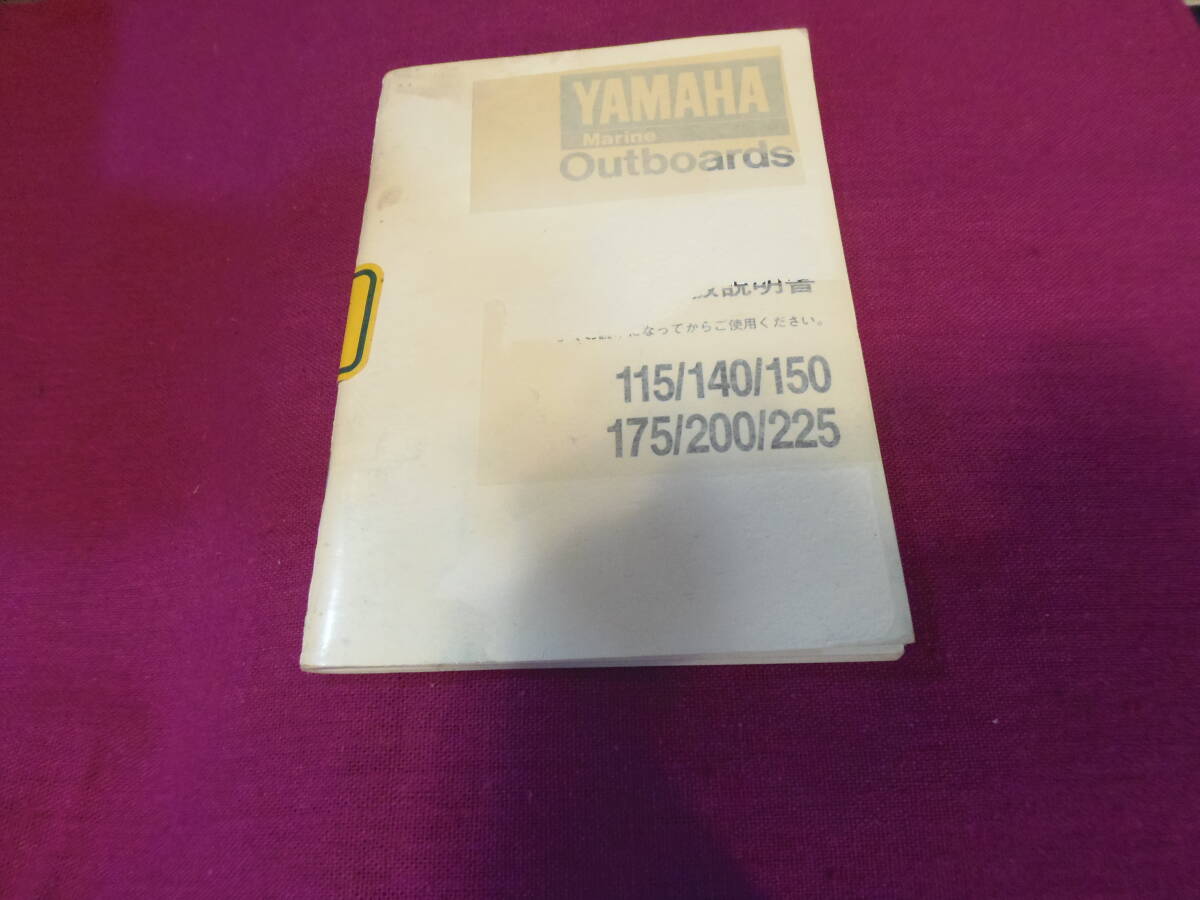 YAMAHA
Marine
Outboards
説明書
になってからご使用ください。
115/140/150
175/200/225